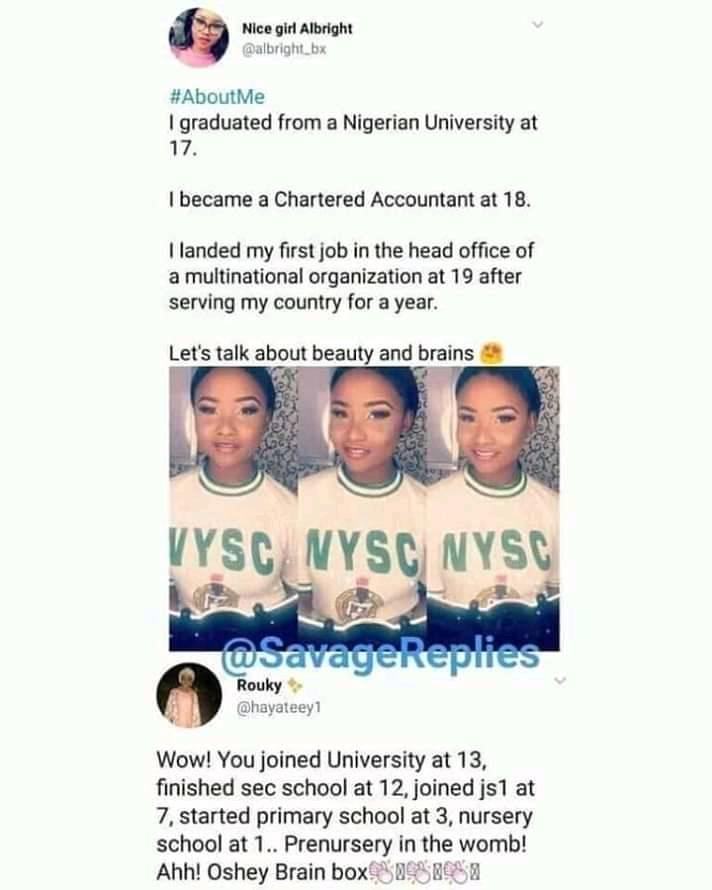 Nice girl Albright
@albright_bx
#AboutMe
I graduated from a Nigerian University at
17.
I became a Chartered Accountant at 18.
I landed my first job in the head office of
a multinational organization at 19 after
serving my country for a year.
Let's talk about beauty and brains 😍
NYSC NYSC NYSC
@SavageReplies
Rouky ✨
@hayateey1
Wow! You joined University at 13,
finished sec school at 12, joined js1 at
7, started primary school at 3, nursery
school at 1.. Prenursery in the womb!
Ahh! Oshey Brain box👏👏👏